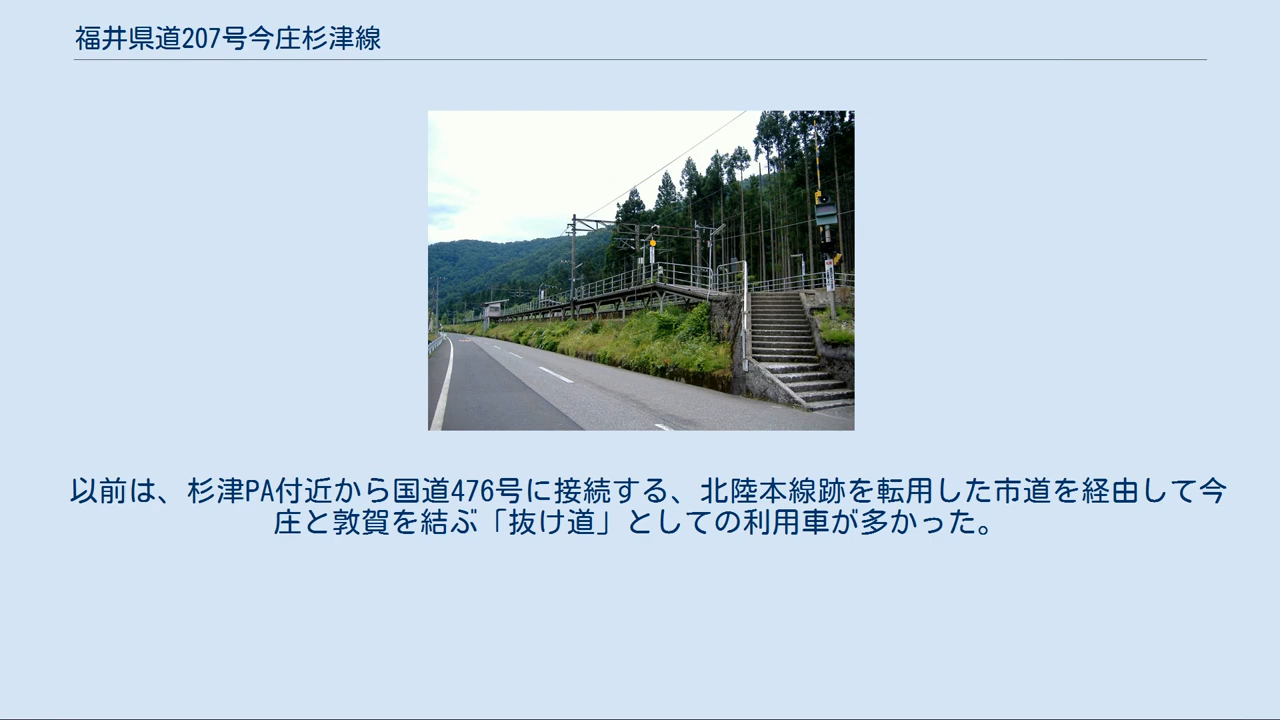 福井県道207号今庄杉津線
以前は、杉津PA付近から国道476号に接続する、北陸本線跡を転用した市道を経由して今
庄と敦賀を結ぶ「抜け道」としての利用車が多かった。